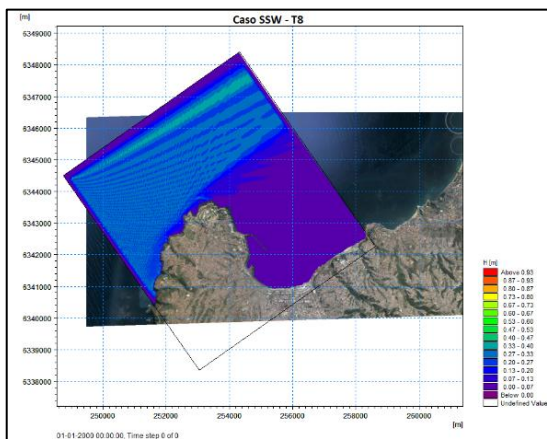 Caso SSW - T8
[m]
6349000
6348000
6347000
6346000
6345000
6344000
6343000
6342000
6341000
6340000
6339000
6338000
250000 252000 254000 256000 258000 260000
[m]
H [m]
Above 0.93
0.87 - 0.93
0.80 - 0.87
0.73 - 0.80
0.67 - 0.73
0.60 - 0.67
0.53 - 0.60
0.47 - 0.53
0.40 - 0.47
0.33 - 0.40
0.27 - 0.33
0.20 - 0.27
0.13 - 0.20
0.07 - 0.13
0.00 - 0.07
Below 0.00
Undefined Value
01-01-2000 00:00:00, Time step 0 of 0